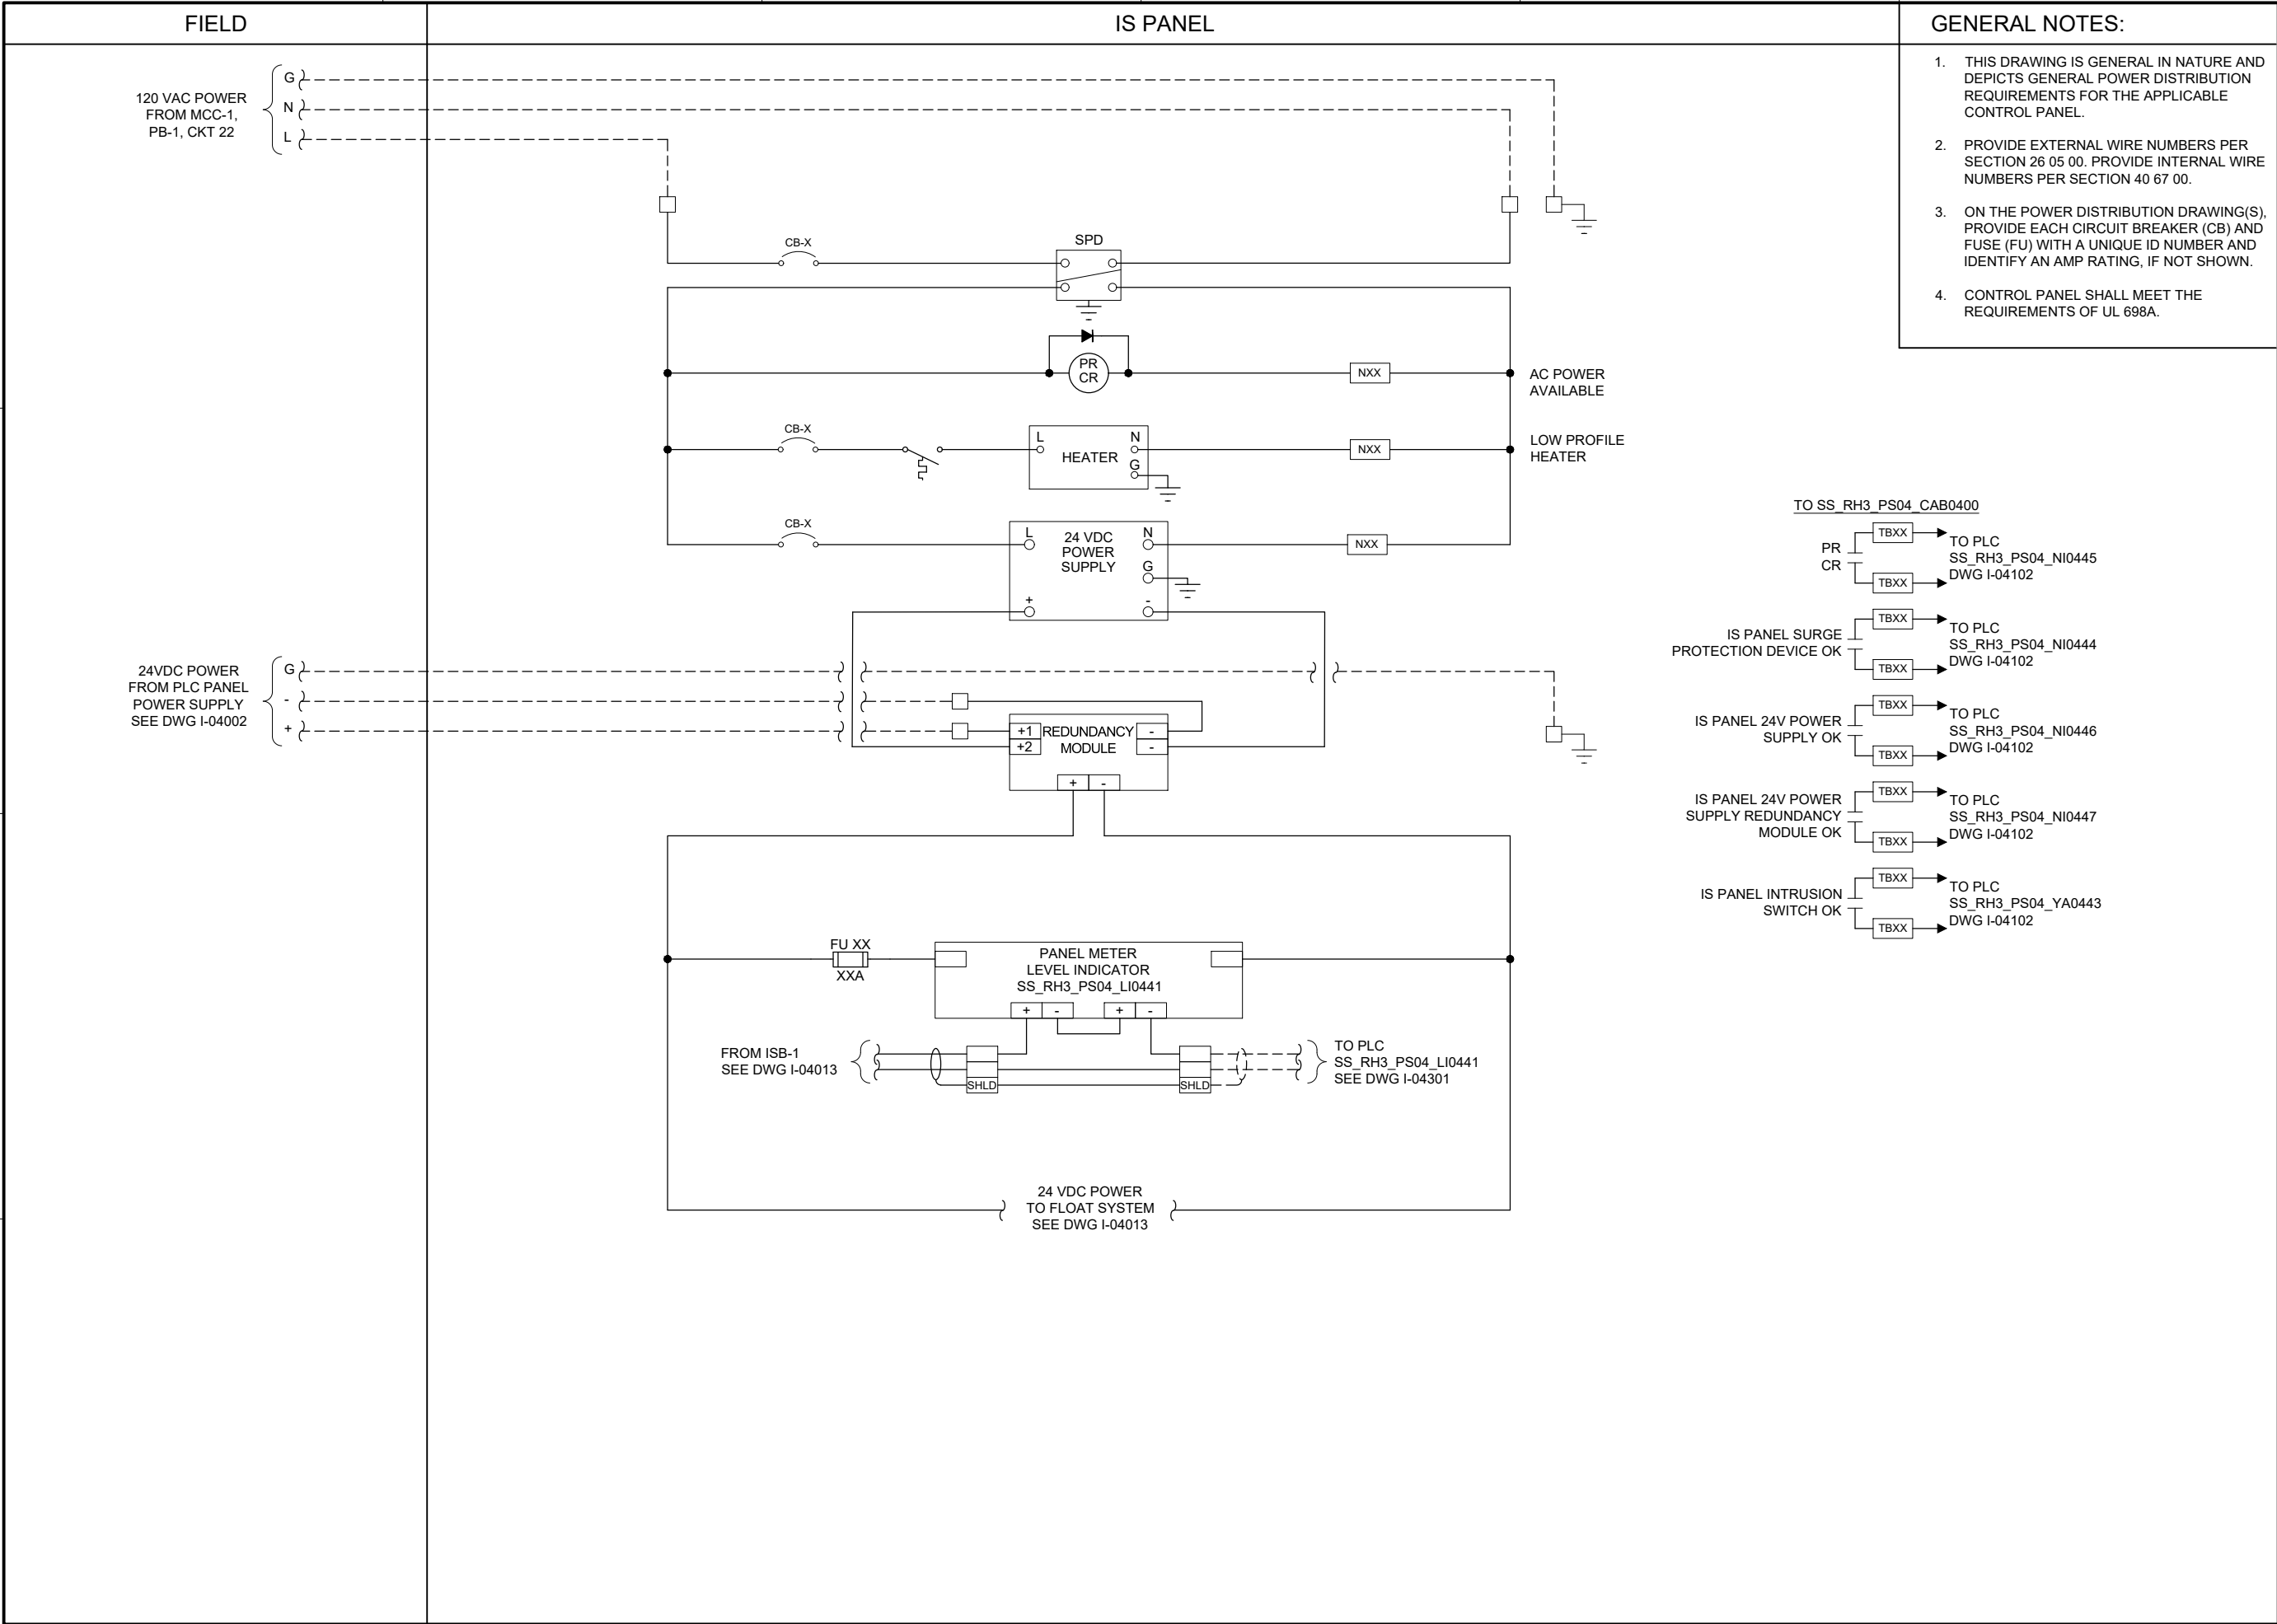 FIELD
IS PANEL
GENERAL NOTES:
1. THIS DRAWING IS GENERAL IN NATURE AND
DEPICTS GENERAL POWER DISTRIBUTION
REQUIREMENTS FOR THE APPLICABLE
CONTROL PANEL.
2. PROVIDE EXTERNAL WIRE NUMBERS PER
SECTION 26 05 00. PROVIDE INTERNAL WIRE
NUMBERS PER SECTION 40 67 00.
3. ON THE POWER DISTRIBUTION DRAWING(S),
PROVIDE EACH CIRCUIT BREAKER (CB) AND
FUSE (FU) WITH A UNIQUE ID NUMBER AND
IDENTIFY AN AMP RATING, IF NOT SHOWN.
4. CONTROL PANEL SHALL MEET THE
REQUIREMENTS OF UL 698A.
120 VAC POWER
FROM MCC-1,
PB-1, CKT 22
G
N
L
CB-X
SPD
PR
CR
NXX
AC POWER
AVAILABLE
CB-X
L
HEATER
N
G
NXX
LOW PROFILE
HEATER
CB-X
L
24 VDC
POWER
SUPPLY
N
G
+
-
NXX
24VDC POWER
FROM PLC PANEL
POWER SUPPLY
SEE DWG I-04002
G
-
+
+1
+2
REDUNDANCY
MODULE
-
-
+
-
FU XX
XXA
PANEL METER
LEVEL INDICATOR
SS_RH3_PS04_LI0441
+
-
+
-
FROM ISB-1
SEE DWG I-04013
SHLD
SHLD
TO PLC
SS_RH3_PS04_LI0441
SEE DWG I-04301
24 VDC POWER
TO FLOAT SYSTEM
SEE DWG I-04013
TO SS_RH3_PS04_CAB0400
PR
CR
TBXX
TBXX
TO PLC
SS_RH3_PS04_NI0445
DWG I-04102
IS PANEL SURGE
PROTECTION DEVICE OK
TBXX
TBXX
TO PLC
SS_RH3_PS04_NI0444
DWG I-04102
IS PANEL 24V POWER
SUPPLY OK
TBXX
TBXX
TO PLC
SS_RH3_PS04_NI0446
DWG I-04102
IS PANEL 24V POWER
SUPPLY REDUNDANCY
MODULE OK
TBXX
TBXX
TO PLC
SS_RH3_PS04_NI0447
DWG I-04102
IS PANEL INTRUSION
SWITCH OK
TBXX
TBXX
TO PLC
SS_RH3_PS04_YA0443
DWG I-04102